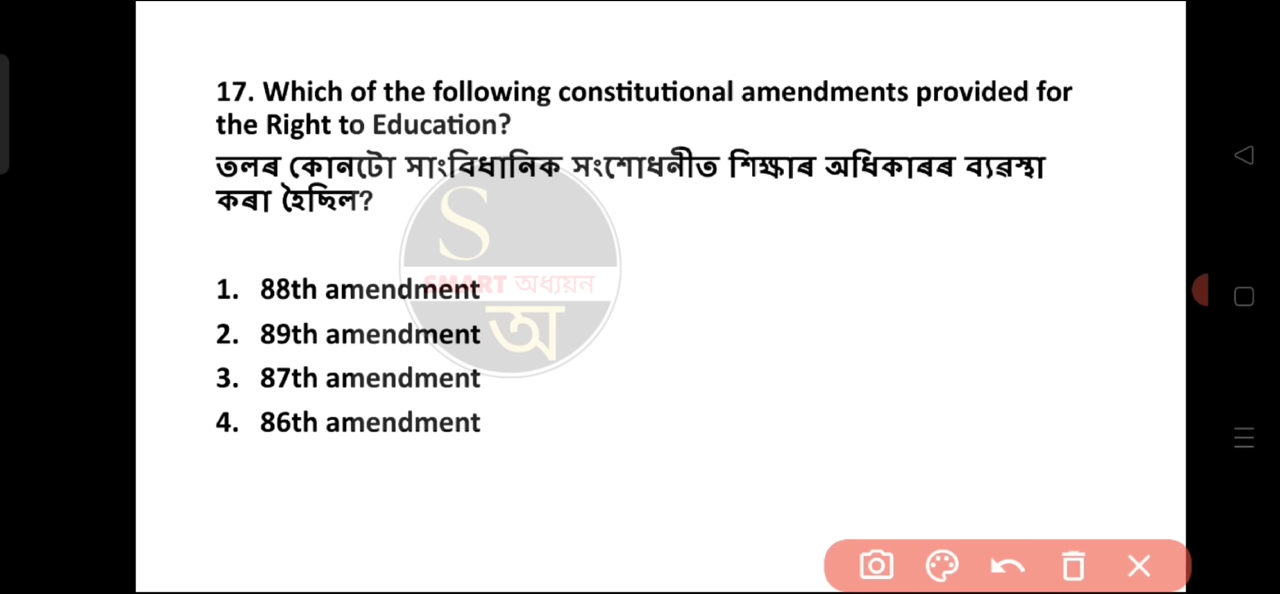 17. Which of the following constitutional amendments provided for
the Right to Education?
তলৰ কোনটো সাংবিধানিক সংশোধনীত শিক্ষাৰ অধিকাৰৰ ব্যৱস্থা
কৰা হৈছিল?
S
SMART অধ্যয়ন
অ
1. 88th amendment
2. 89th amendment
3. 87th amendment
4. 86th amendment